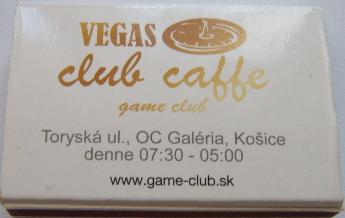 VEGAS
club caffe
game club
Toryská ul., OC Galéria, Košice
denne 07:30 - 05:00
www.game-club.sk